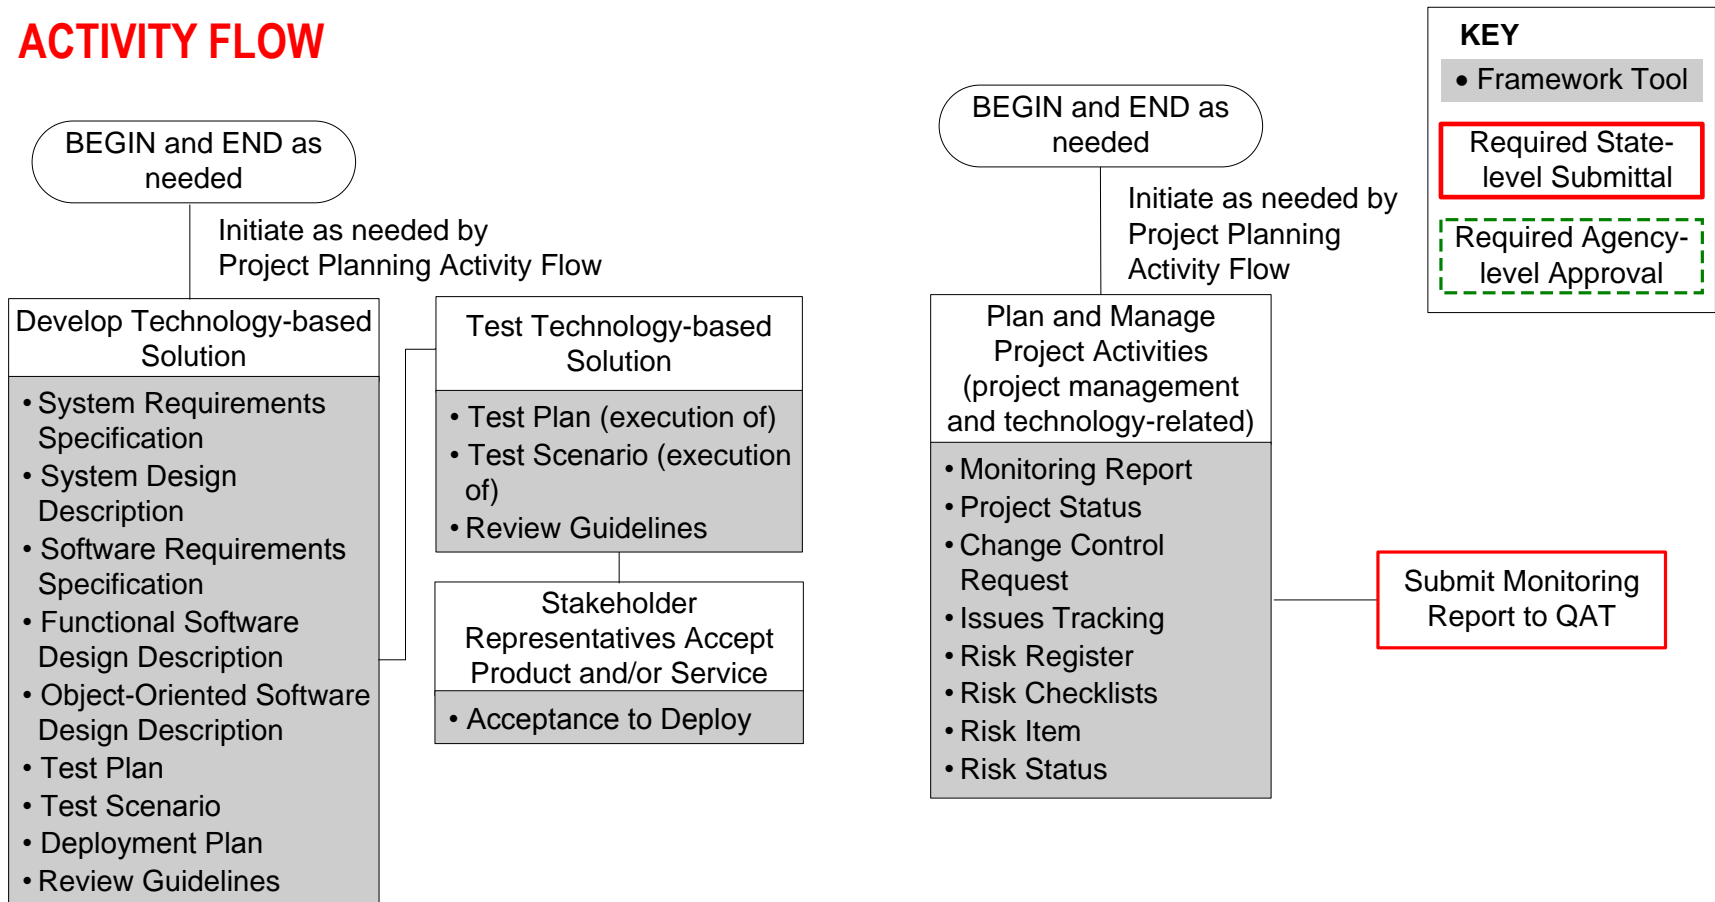 ACTIVITY FLOW
BEGIN and END as
needed
Initiate as needed by
Project Planning Activity Flow
Develop Technology-based
Solution
• System Requirements
Specification
• System Design
Description
• Software Requirements
Specification
• Functional Software
Design Description
• Object-Oriented Software
Design Description
• Test Plan
• Test Scenario
• Deployment Plan
• Review Guidelines
Test Technology-based
Solution
• Test Plan (execution of)
• Test Scenario (execution
of)
• Review Guidelines
Stakeholder
Representatives Accept
Product and/or Service
• Acceptance to Deploy
BEGIN and END as
needed
Initiate as needed by
Project Planning
Activity Flow
Plan and Manage
Project Activities
(project management
and technology-related)
• Monitoring Report
• Project Status
• Change Control
Request
• Issues Tracking
• Risk Register
• Risk Checklists
• Risk Item
• Risk Status
Submit Monitoring
Report to QAT
KEY
• Framework Tool
Required State-
level Submittal
Required Agency-
level Approval